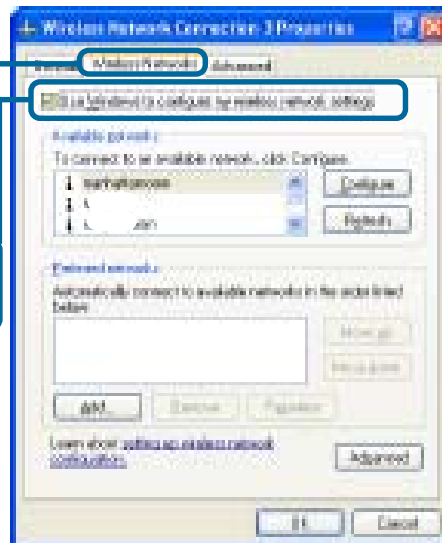 Wireless Network Connection 3 Properties
Wireless Networks
Advanced
Use Windows to configure my wireless network settings
Available networks
To connect to an available network, click Configure.
Configure
Refresh
Preferred networks
Automatically connect to available networks in the order listed
below:
Move up
Move down
Add...
Remove
Properties
Learn about setting up wireless network
configuration.
Advanced
OK
Cancel